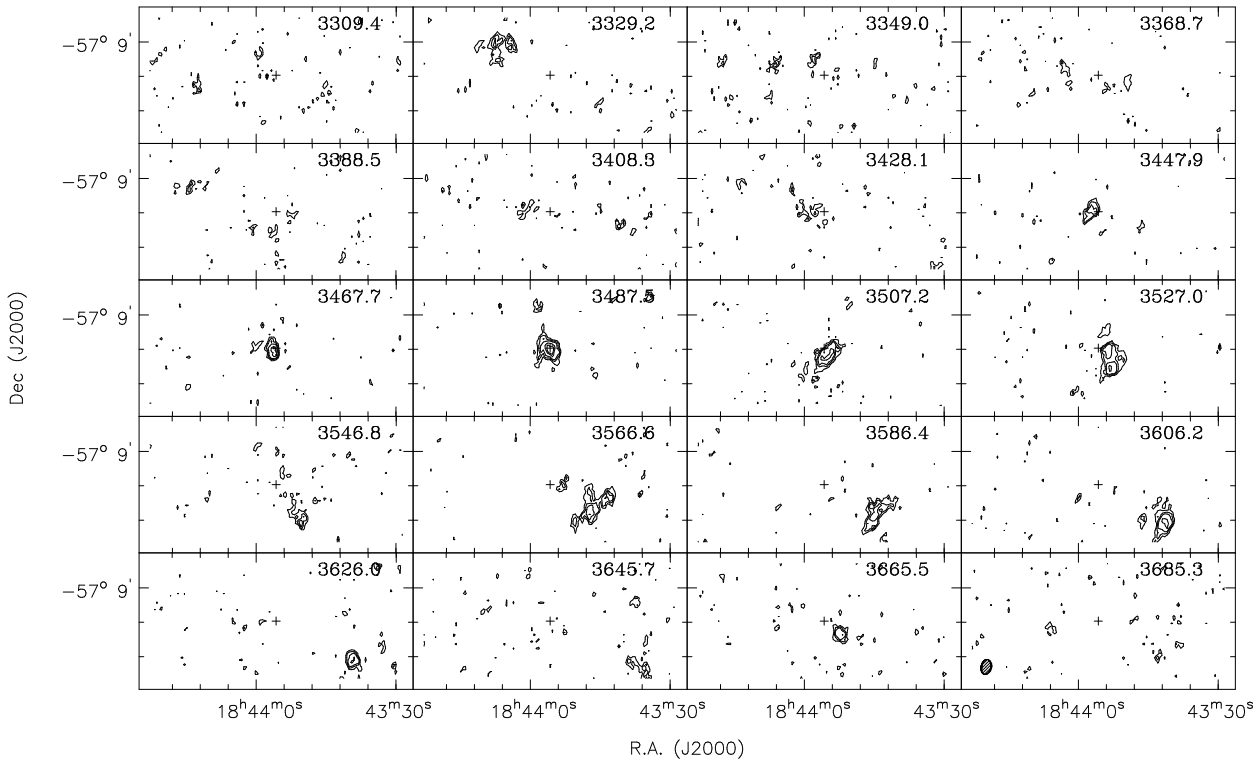 3309.4 3329.2 3349.0 3368.7
−57° 9'
3388.5 3408.3 3428.1 3447.9
−57° 9'
3467.7 3487.5 3507.2 3527.0
−57° 9'
3546.8 3566.6 3586.4 3606.2
−57° 9'
3626.0 3645.7 3665.5 3685.3
−57° 9'
Dec (J2000)
18ʰ44ᵐ0ˢ 43ᵐ30ˢ 18ʰ44ᵐ0ˢ 43ᵐ30ˢ 18ʰ44ᵐ0ˢ 43ᵐ30ˢ 18ʰ44ᵐ0ˢ 43ᵐ30ˢ
R.A. (J2000)